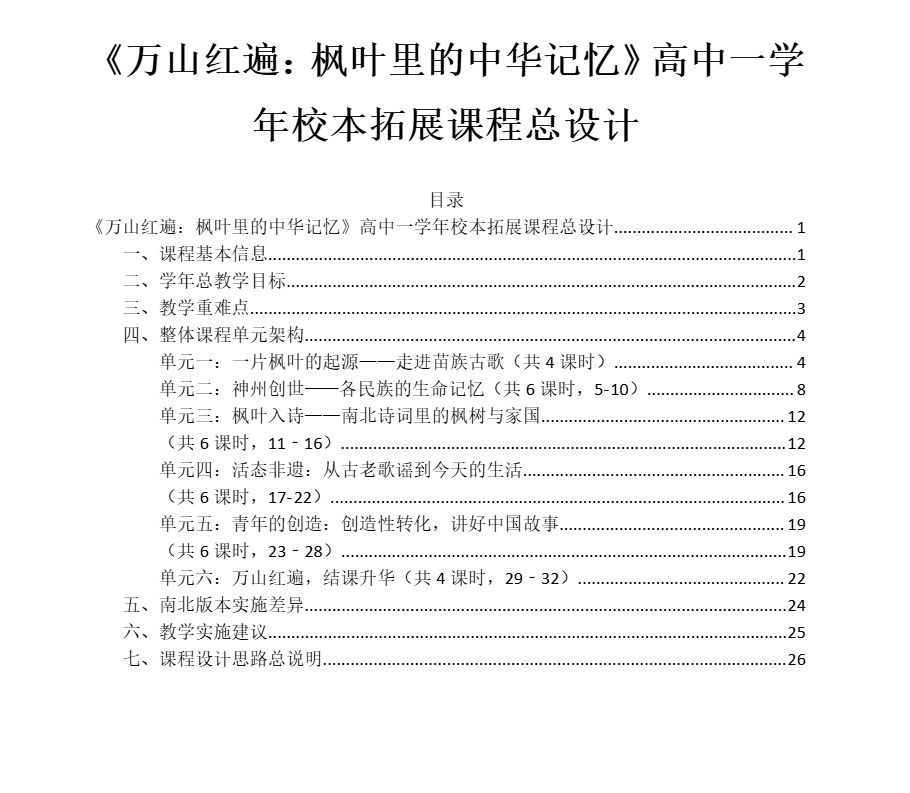 《万山红遍：枫叶里的中华记忆》高中一学
年校本拓展课程总设计
目录
《万山红遍：枫叶里的中华记忆》高中一学年校本拓展课程总设计........................................ 1
一、课程基本信息....................................................................................................................1
二、学年总教学目标................................................................................................................2
三、教学重难点........................................................................................................................3
四、整体课程单元架构............................................................................................................4
单元一：一片枫叶的起源——走进苗族古歌（共 4 课时）........................................ 4
单元二：神州创世——各民族的生命记忆（共 6 课时，5-10）................................ 8
单元三：枫叶入诗——南北诗词里的枫树与家国...................................................... 12
（共 6 课时，11‐16）..................................................................................................12
单元四：活态非遗：从古老歌谣到今天的生活.......................................................... 16
（共 6 课时，17-22）.................................................................................................... 16
单元五：青年的创造：创造性转化，讲好中国故事.................................................. 19
（共 6 课时，23‐28）..................................................................................................19
单元六：万山红遍，结课升华（共 4 课时，29‐32）.............................................. 22
五、南北版本实施差异..........................................................................................................24
六、教学实施建议..................................................................................................................25
七、课程设计思路总说明......................................................................................................26